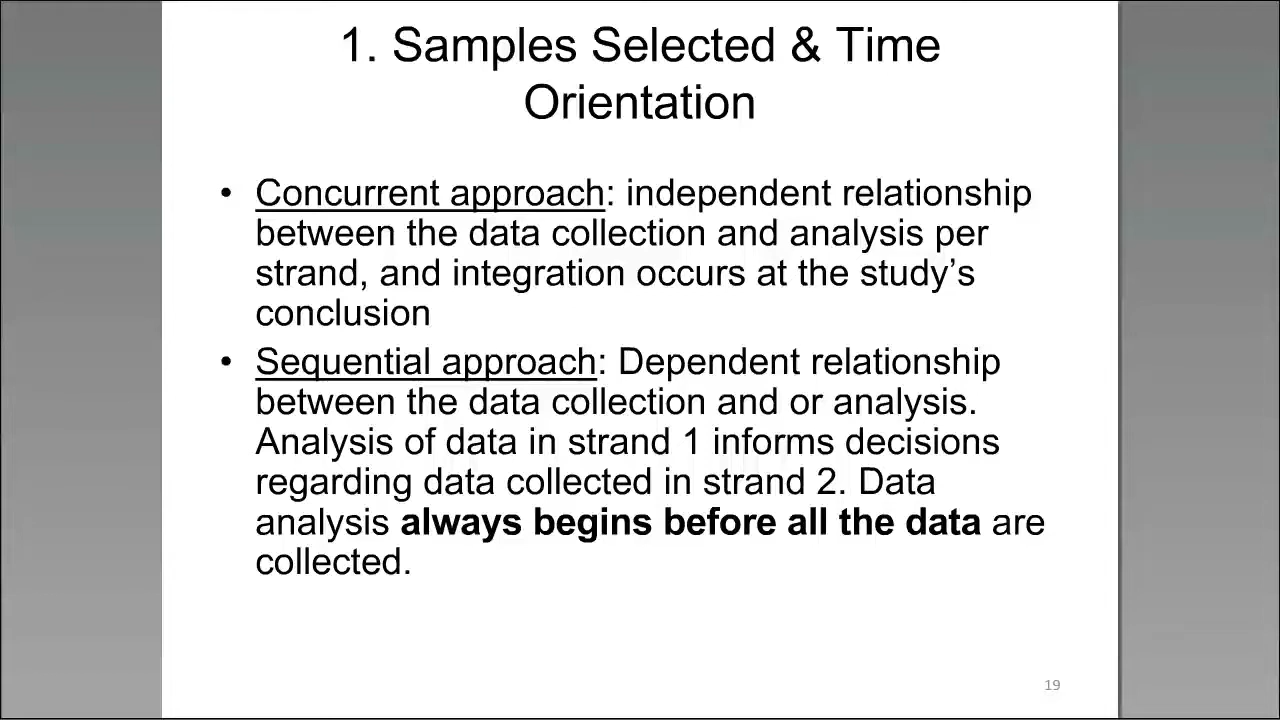 1. Samples Selected & Time
Orientation
• Concurrent approach: independent relationship
between the data collection and analysis per
strand, and integration occurs at the study’s
conclusion
• Sequential approach: Dependent relationship
between the data collection and or analysis.
Analysis of data in strand 1 informs decisions
regarding data collected in strand 2. Data
analysis always begins before all the data are
collected.
19